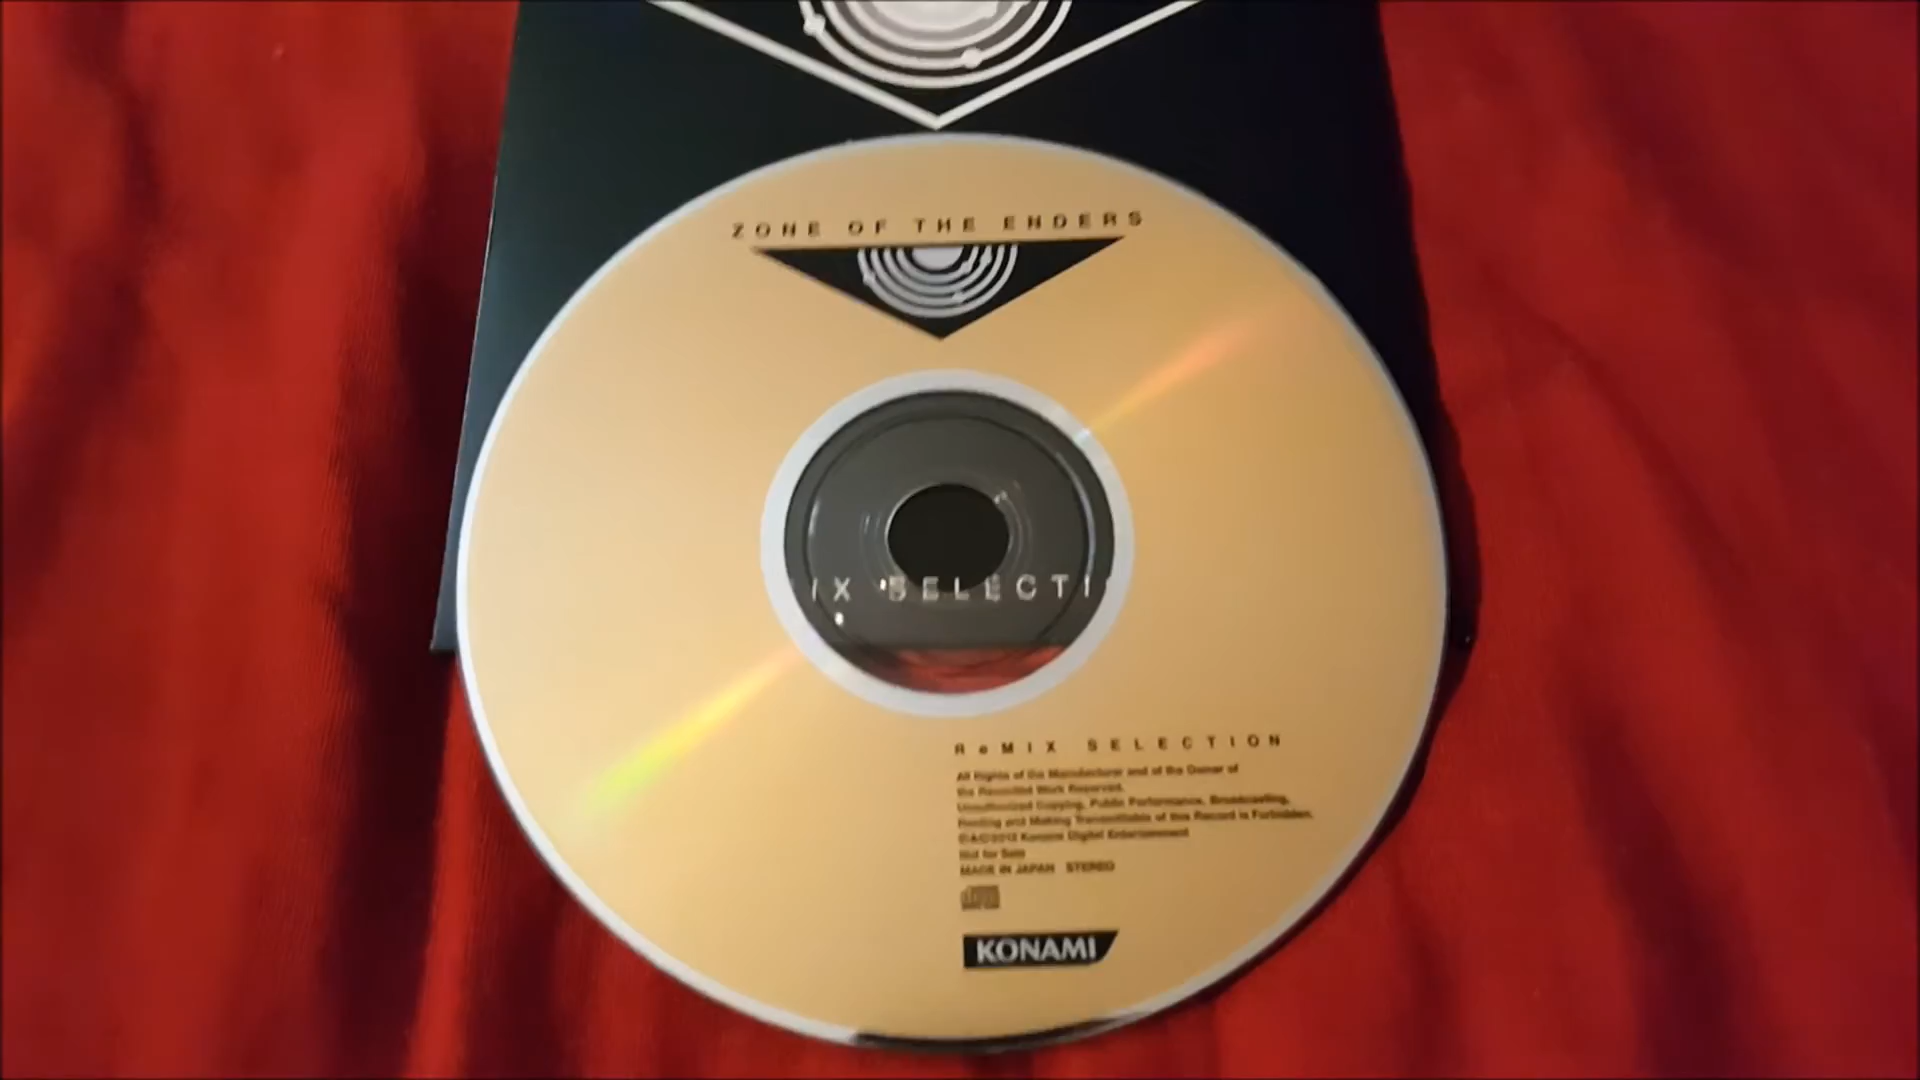 ZONE OF THE ENDERS
IX SELECTI
ReMIX SELECTION
All Rights of the Manufacturer and of the Owner of
the Recorded Work Reserved.
Unauthorized Copying, Public Performance, Broadcasting,
Renting and Making Transmittable of this Record is Forbidden.
Konami Digital Entertainment
Not for Sale
MADE IN JAPAN STEREO
KONAMI